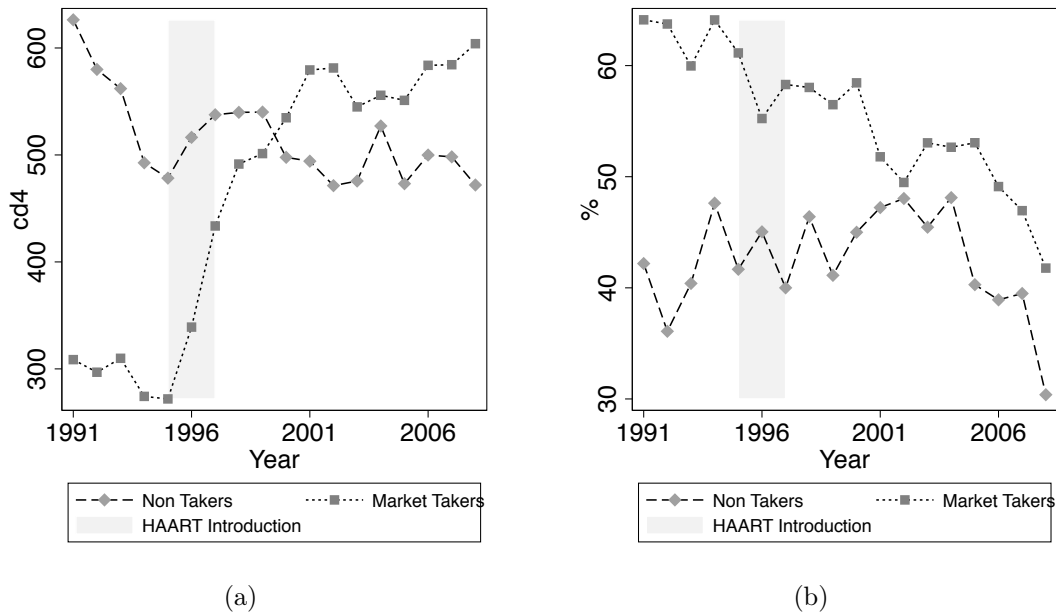 600
500
400
300
cd4
1991 1996 2001 2006
Year
Non Takers Market Takers
HAART Introduction
(a)
60
50
40
30
%
1991 1996 2001 2006
Year
Non Takers Market Takers
HAART Introduction
(b)